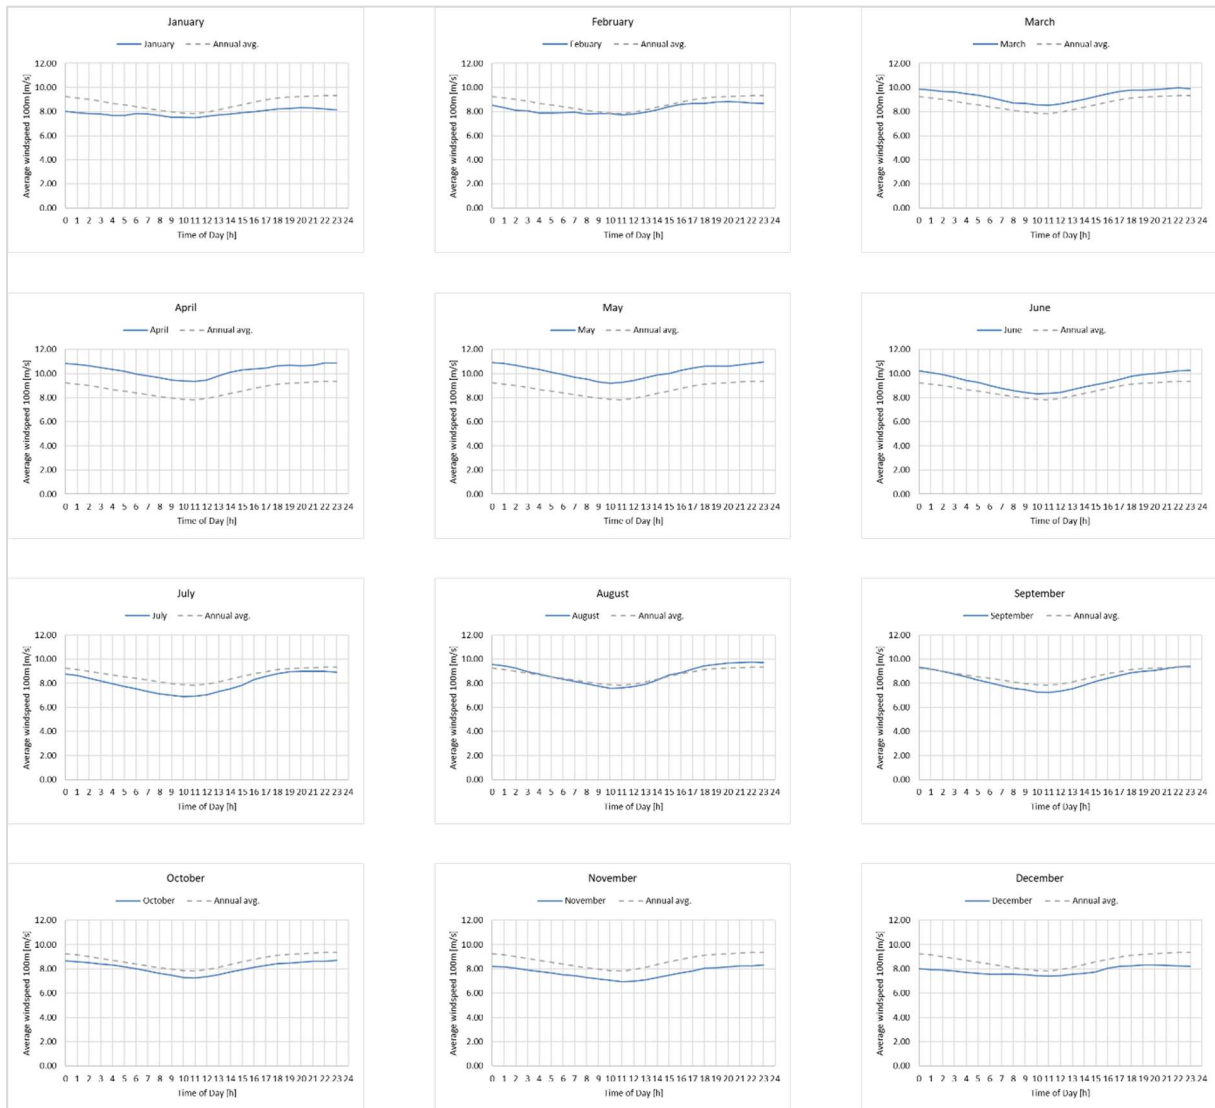 January
January Annual avg.
Average windspeed 100m [m/s]
12.00
10.00
8.00
6.00
4.00
2.00
0.00
0 1 2 3 4 5 6 7 8 9 10 11 12 13 14 15 16 17 18 19 20 21 22 23 24
Time of Day [h]
February
Febuary Annual avg.
Average windspeed 100m [m/s]
12.00
10.00
8.00
6.00
4.00
2.00
0.00
0 1 2 3 4 5 6 7 8 9 10 11 12 13 14 15 16 17 18 19 20 21 22 23 24
Time of Day [h]
March
March Annual avg.
Average windspeed 100m [m/s]
12.00
10.00
8.00
6.00
4.00
2.00
0.00
0 1 2 3 4 5 6 7 8 9 10 11 12 13 14 15 16 17 18 19 20 21 22 23 24
Time of Day [h]
April
April Annual avg.
Average windspeed 100m [m/s]
12.00
10.00
8.00
6.00
4.00
2.00
0.00
0 1 2 3 4 5 6 7 8 9 10 11 12 13 14 15 16 17 18 19 20 21 22 23 24
Time of Day [h]
May
May Annual avg.
Average windspeed 100m [m/s]
12.00
10.00
8.00
6.00
4.00
2.00
0.00
0 1 2 3 4 5 6 7 8 9 10 11 12 13 14 15 16 17 18 19 20 21 22 23 24
Time of Day [h]
June
June Annual avg.
Average windspeed 100m [m/s]
12.00
10.00
8.00
6.00
4.00
2.00
0.00
0 1 2 3 4 5 6 7 8 9 10 11 12 13 14 15 16 17 18 19 20 21 22 23 24
Time of Day [h]
July
July Annual avg.
Average windspeed 100m [m/s]
12.00
10.00
8.00
6.00
4.00
2.00
0.00
0 1 2 3 4 5 6 7 8 9 10 11 12 13 14 15 16 17 18 19 20 21 22 23 24
Time of Day [h]
August
August Annual avg.
Average windspeed 100m [m/s]
12.00
10.00
8.00
6.00
4.00
2.00
0.00
0 1 2 3 4 5 6 7 8 9 10 11 12 13 14 15 16 17 18 19 20 21 22 23 24
Time of Day [h]
September
September Annual avg.
Average windspeed 100m [m/s]
12.00
10.00
8.00
6.00
4.00
2.00
0.00
0 1 2 3 4 5 6 7 8 9 10 11 12 13 14 15 16 17 18 19 20 21 22 23 24
Time of Day [h]
October
October Annual avg.
Average windspeed 100m [m/s]
12.00
10.00
8.00
6.00
4.00
2.00
0.00
0 1 2 3 4 5 6 7 8 9 10 11 12 13 14 15 16 17 18 19 20 21 22 23 24
Time of Day [h]
November
November Annual avg.
Average windspeed 100m [m/s]
12.00
10.00
8.00
6.00
4.00
2.00
0.00
0 1 2 3 4 5 6 7 8 9 10 11 12 13 14 15 16 17 18 19 20 21 22 23 24
Time of Day [h]
December
December Annual avg.
Average windspeed 100m [m/s]
12.00
10.00
8.00
6.00
4.00
2.00
0.00
0 1 2 3 4 5 6 7 8 9 10 11 12 13 14 15 16 17 18 19 20 21 22 23 24
Time of Day [h]